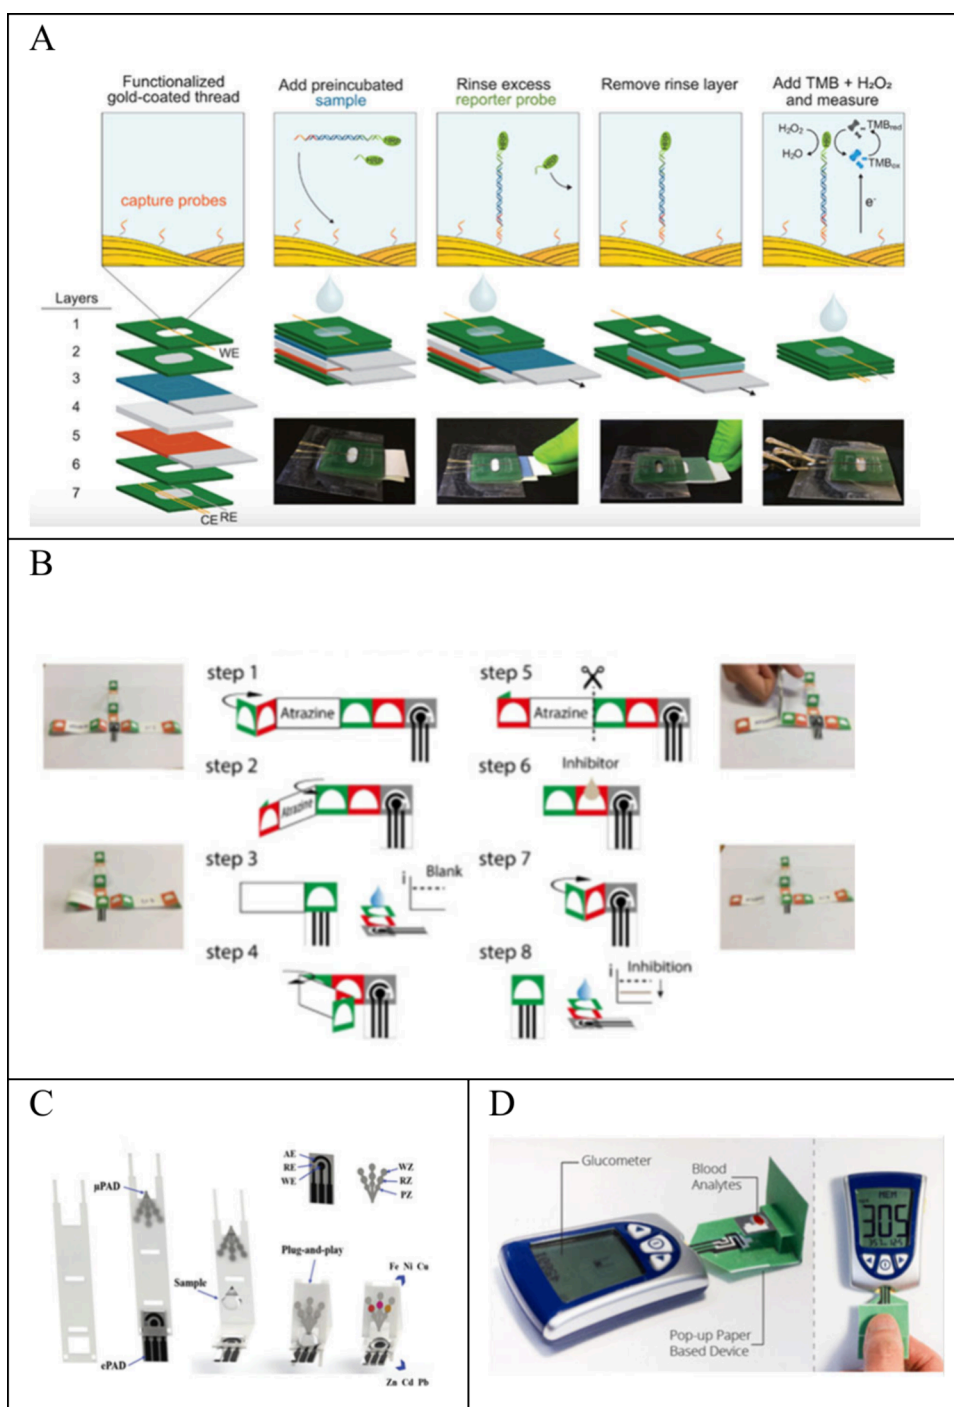 A
Functionalized
gold-coated thread
Add preincubated
sample
Rinse excess
reporter probe
Remove rinse layer
Add TMB + H₂O₂
and measure
capture probes
H₂O₂
H₂O
TMBred
TMBox
e⁻
Layers
1
2
3
4
5
6
7
WE
CE
RE
B
step 1
Atrazine
step 2
Atrazine
step 3
i
Blank
step 4
step 5
Atrazine
step 6
Inhibitor
step 7
step 8
i
Inhibition
C
µPAD
AE
RE
WE
WZ
RZ
PZ
Sample
Plug-and-play
Fe Ni Cu
ePAD
Zn Cd Pb
D
Glucometer
Blood
Analytes
Pop-up Paper
Based Device
MEM
305